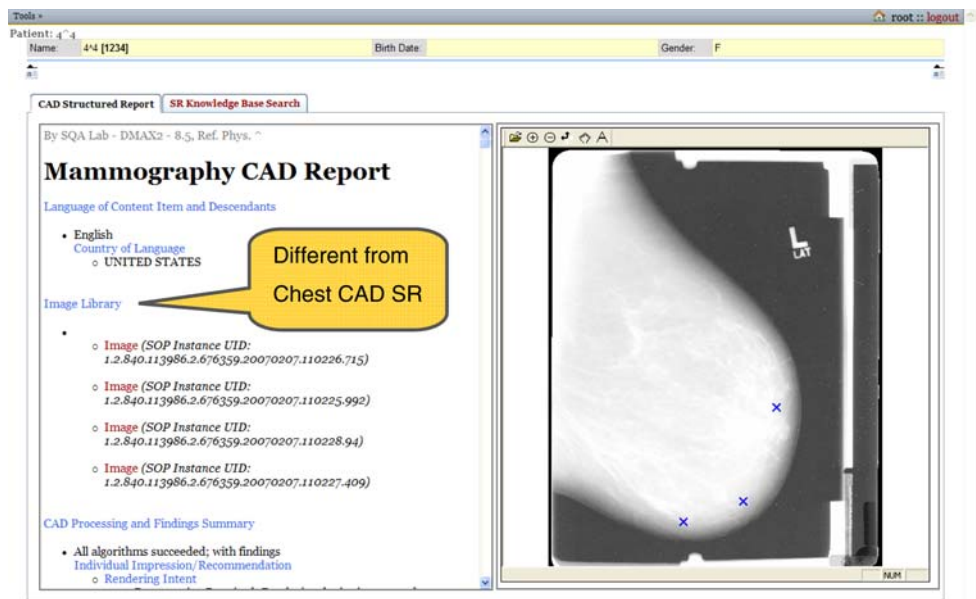 Tools »
root :: logout
Patient: 4^4
Name: 4^4 [1234] Birth Date: Gender: F
CAD Structured Report SR Knowledge Base Search
By SQA Lab - DMAX2 - 8.5, Ref. Phys. ^
Mammography CAD Report
Language of Content Item and Descendants
• English
Country of Language
○ UNITED STATES
Different from
Chest CAD SR
Image Library
•
○ Image (SOP Instance UID:
1.2.840.113986.2.676359.20070207.110226.715)
○ Image (SOP Instance UID:
1.2.840.113986.2.676359.20070207.110225.992)
○ Image (SOP Instance UID:
1.2.840.113986.2.676359.20070207.110228.94)
○ Image (SOP Instance UID:
1.2.840.113986.2.676359.20070207.110227.409)
CAD Processing and Findings Summary
• All algorithms succeeded; with findings
Individual Impression/Recommendation
○ Rendering Intent
A
L
LAT
NUM